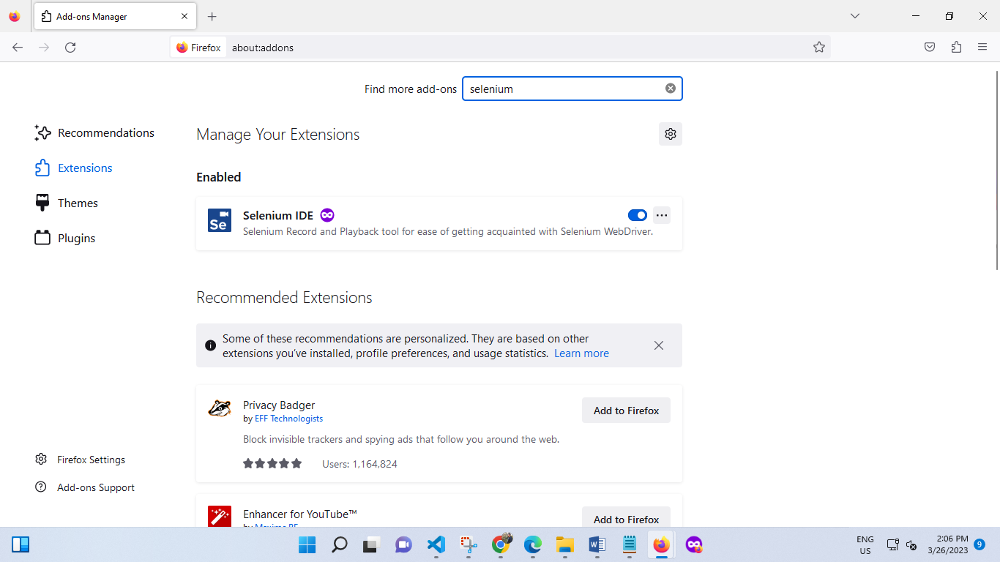 Add-ons Manager
Firefox
about:addons
Find more add-ons
selenium
Recommendations
Extensions
Themes
Plugins
Firefox Settings
Add-ons Support
Manage Your Extensions
Enabled
Se
Selenium IDE
Selenium Record and Playback tool for ease of getting acquainted with Selenium WebDriver.
Recommended Extensions
Some of these recommendations are personalized. They are based on other
extensions you’ve installed, profile preferences, and usage statistics. Learn more
Privacy Badger
by EFF Technologists
Add to Firefox
Block invisible trackers and spying ads that follow you around the web.
Users: 1,164,824
Enhancer for YouTube™
by Maxime RF
Add to Firefox
ENG
US
2:06 PM
3/26/2023
9